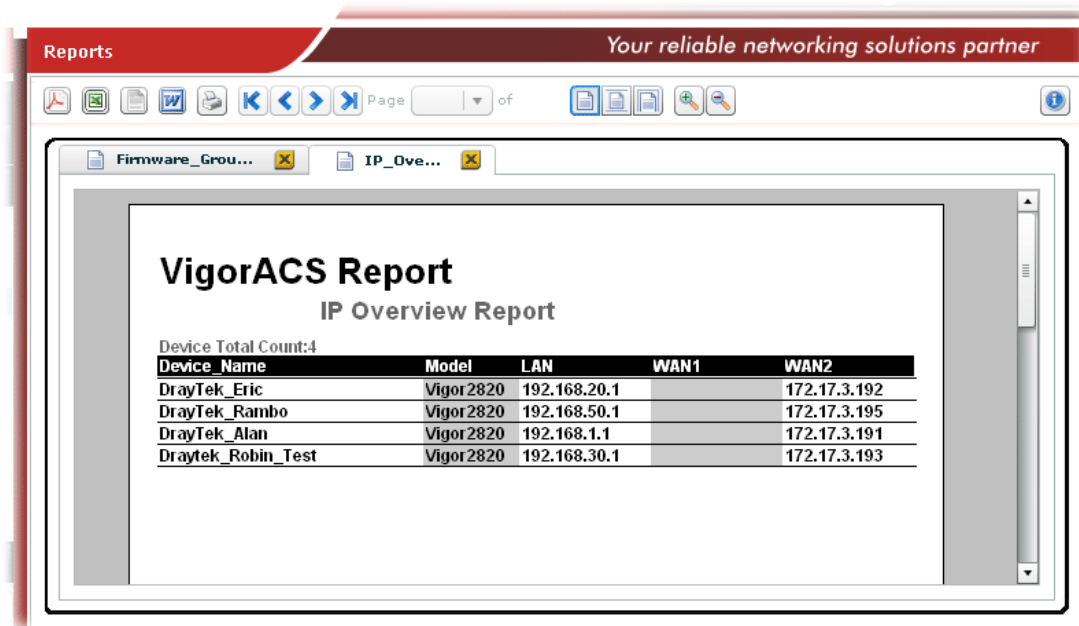 Reports
Your reliable networking solutions partner
Page of
Firmware_Grou... IP_Ove...
VigorACS Report
IP Overview Report
Device Total Count:4
Device_Name Model LAN WAN1 WAN2
DrayTek_Eric Vigor2820 192.168.20.1 172.17.3.192
DrayTek_Rambo Vigor2820 192.168.50.1 172.17.3.195
DrayTek_Alan Vigor2820 192.168.1.1 172.17.3.191
Draytek_Robin_Test Vigor2820 192.168.30.1 172.17.3.193